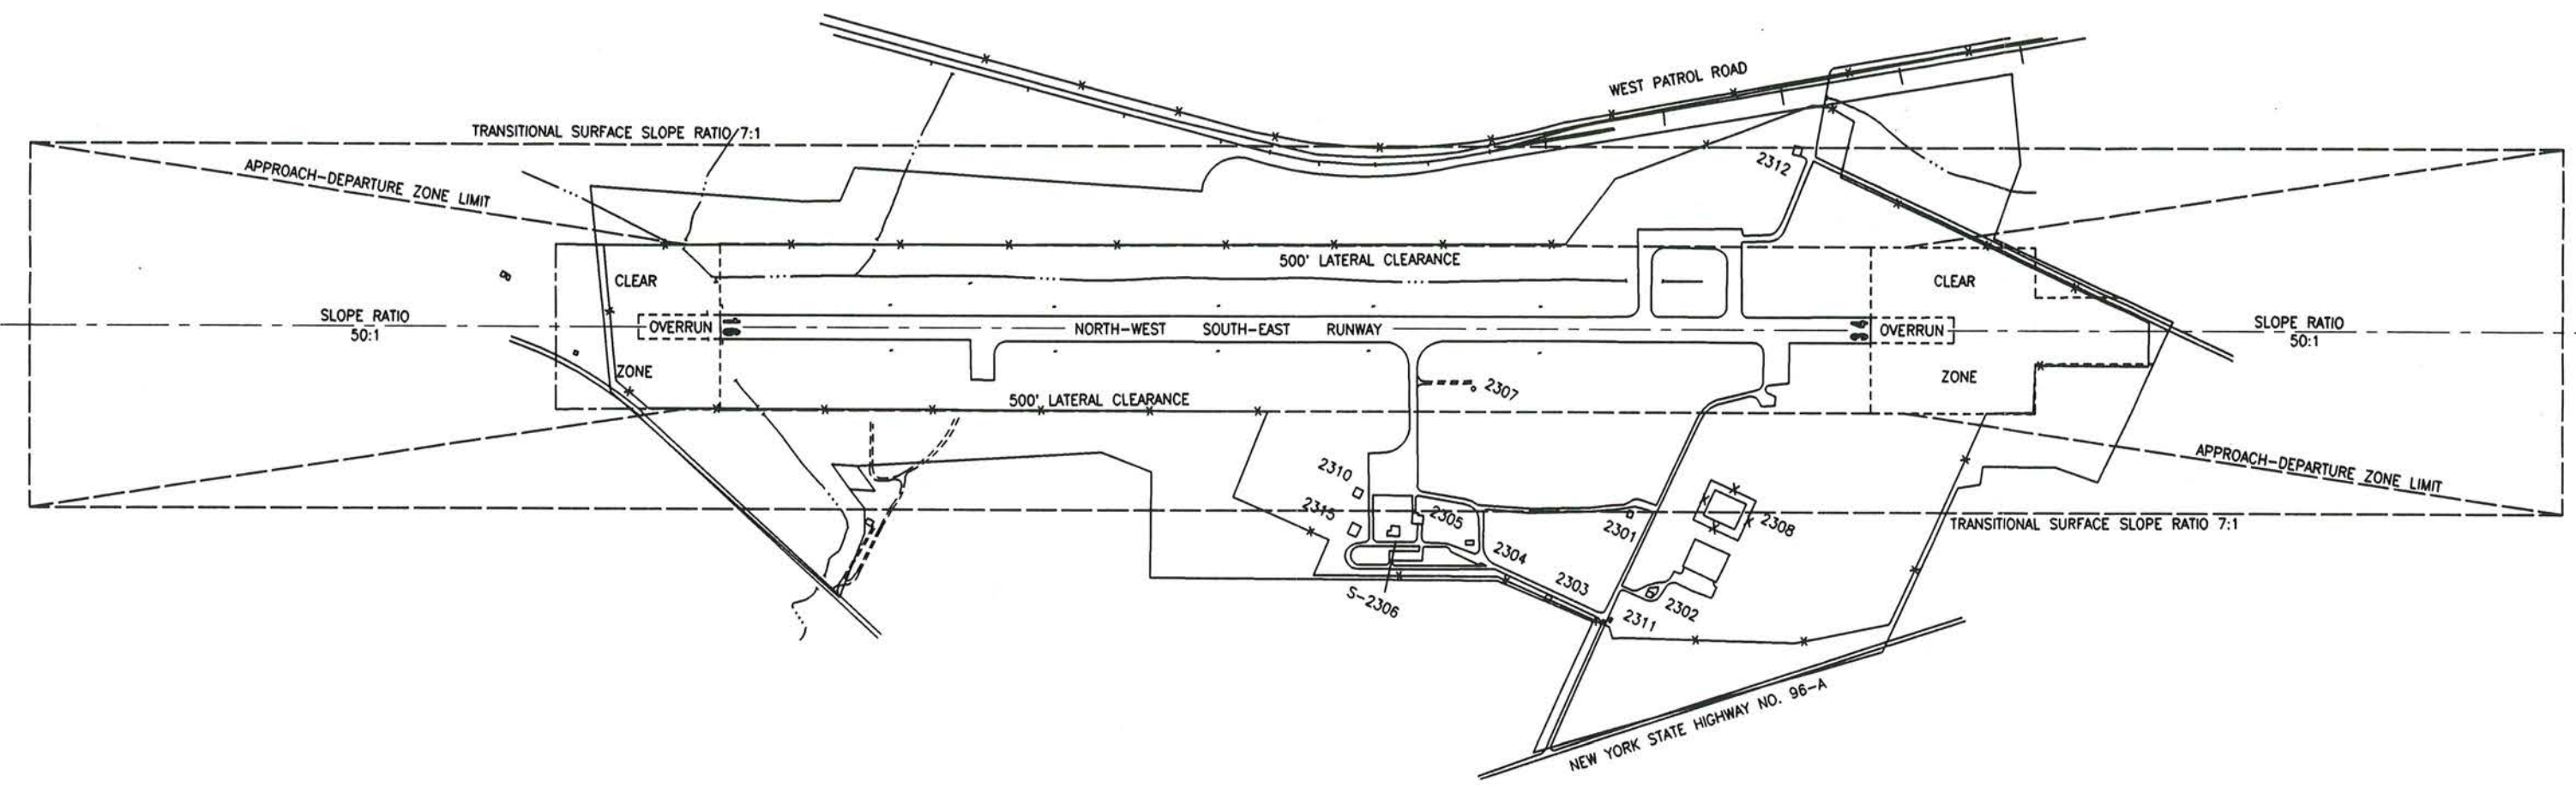 WEST PATROL ROAD
TRANSITIONAL SURFACE SLOPE RATIO 7:1
APPROACH-DEPARTURE ZONE LIMIT
2312
500' LATERAL CLEARANCE
CLEAR
CLEAR
SLOPE RATIO
50:1
OVERRUN
NORTH-WEST SOUTH-EAST RUNWAY
OVERRUN
SLOPE RATIO
50:1
ZONE
ZONE
2307
500' LATERAL CLEARANCE
APPROACH-DEPARTURE ZONE LIMIT
2310
2315
2305
2301
2308
TRANSITIONAL SURFACE SLOPE RATIO 7:1
2304
2303
S-2306
2302
2311
NEW YORK STATE HIGHWAY NO. 96-A